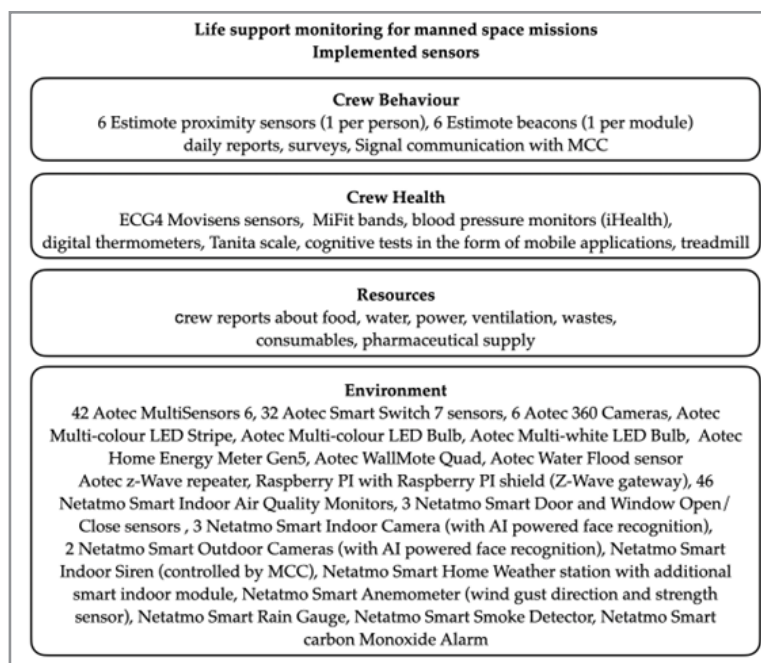 Life support monitoring for manned space missions
Implemented sensors
Crew Behaviour
6 Estimote proximity sensors (1 per person), 6 Estimote beacons (1 per module)
daily reports, surveys, Signal communication with MCC
Crew Health
ECG4 Movisens sensors, MiFit bands, blood pressure monitors (iHealth),
digital thermometers, Tanita scale, cognitive tests in the form of mobile applications, treadmill
Resources
crew reports about food, water, power, ventilation, wastes,
consumables, pharmaceutical supply
Environment
42 Aotec MultiSensors 6, 32 Aotec Smart Switch 7 sensors, 6 Aotec 360 Cameras, Aotec
Multi-colour LED Stripe, Aotec Multi-colour LED Bulb, Aotec Multi-white LED Bulb, Aotec
Home Energy Meter Gen5, Aotec WallMote Quad, Aotec Water Flood sensor
Aotec z-Wave repeater, Raspberry PI with Raspberry PI shield (Z-Wave gateway), 46
Netatmo Smart Indoor Air Quality Monitors, 3 Netatmo Smart Door and Window Open/
Close sensors , 3 Netatmo Smart Indoor Camera (with AI powered face recognition),
2 Netatmo Smart Outdoor Cameras (with AI powered face recognition), Netatmo Smart
Indoor Siren (controlled by MCC), Netatmo Smart Home Weather station with additional
smart indoor module, Netatmo Smart Anemometer (wind gust direction and strength
sensor), Netatmo Smart Rain Gauge, Netatmo Smart Smoke Detector, Netatmo Smart
carbon Monoxide Alarm